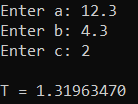 Enter a: 12.3
Enter b: 4.3
Enter c: 2
T = 1.31963470